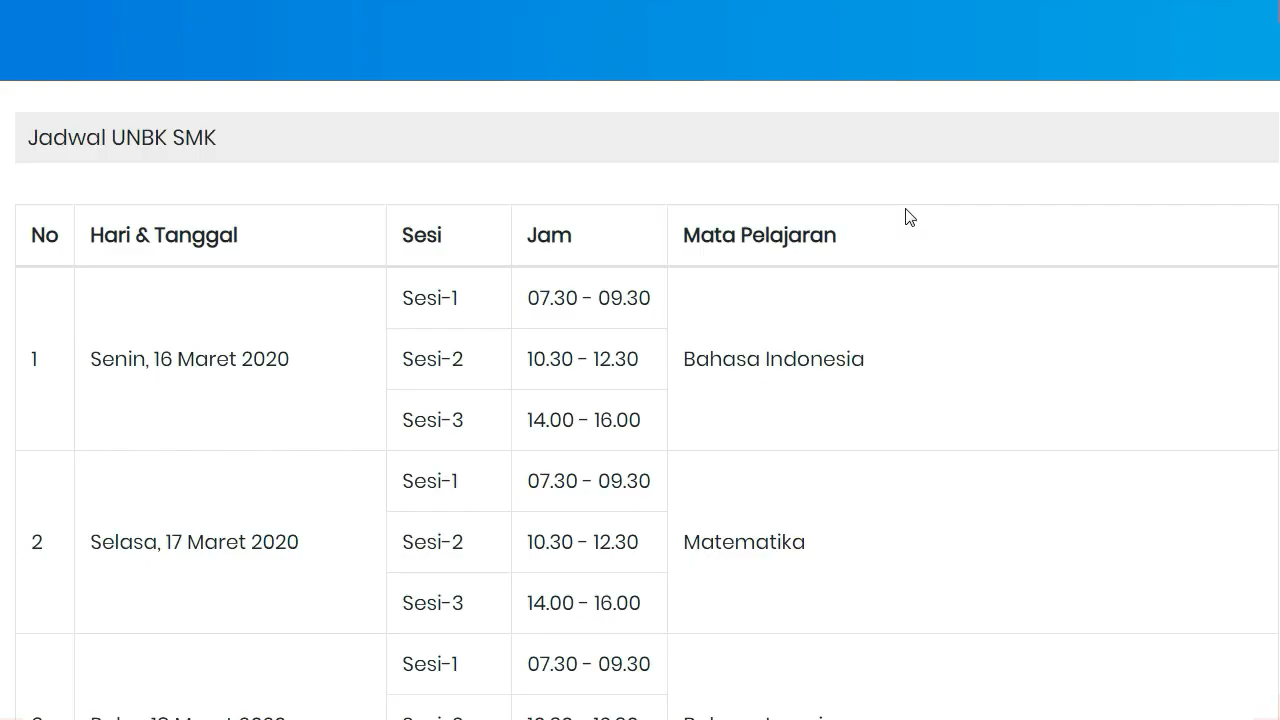 Jadwal UNBK SMK
No Hari & Tanggal Sesi Jam Mata Pelajaran
Sesi-1 07.30 - 09.30
1 Senin, 16 Maret 2020 Sesi-2 10.30 - 12.30 Bahasa Indonesia
Sesi-3 14.00 - 16.00
Sesi-1 07.30 - 09.30
2 Selasa, 17 Maret 2020 Sesi-2 10.30 - 12.30 Matematika
Sesi-3 14.00 - 16.00
Sesi-1 07.30 - 09.30